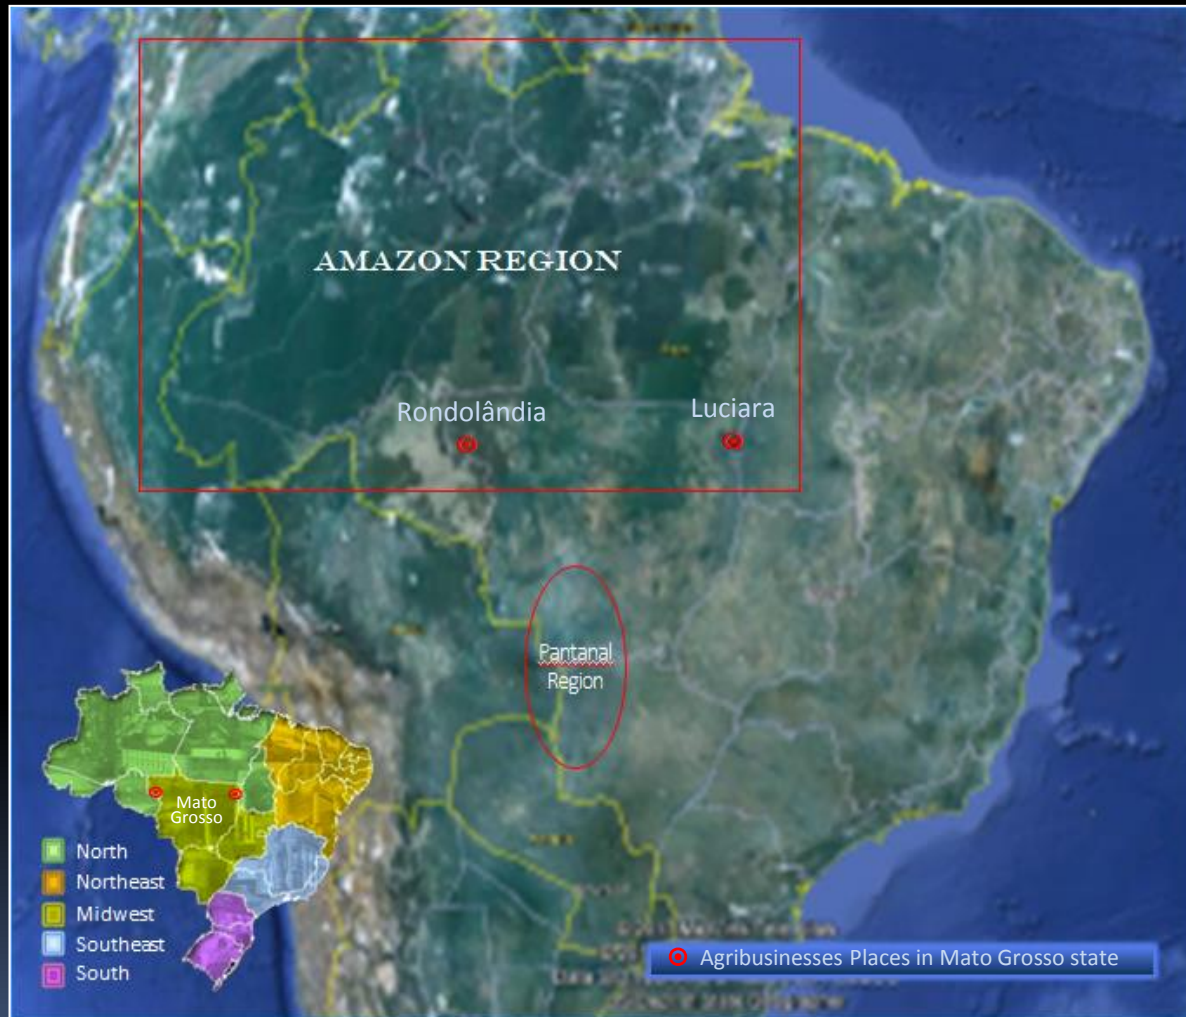 AMAZON REGION
Rondolândia
Luciara
Pantanal
Region
Mato
Grosso
North
Northeast
Midwest
Southeast
South
Agribusinesses Places in Mato Grosso state